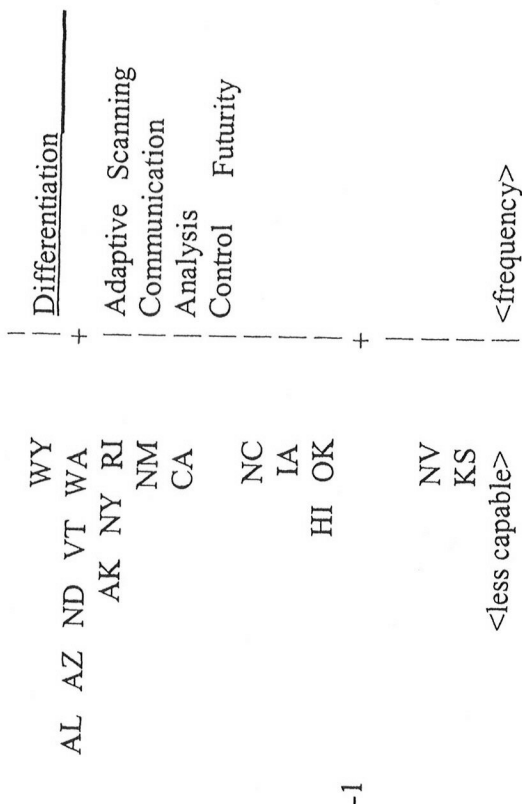 |
WY | Differentiation
AL AZ ND VT WA +
AK NY RI | Adaptive Scanning
NM | Communication
CA | Analysis
| Control Futurity
NC |
IA |
HI OK |
-1 +
|
NV |
KS |
<less capable> | <frequency>